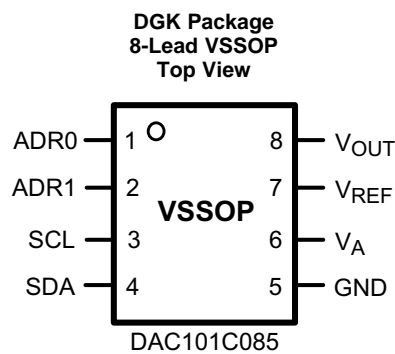 DGK Package
8-Lead VSSOP
Top View
ADR0 1 8 VOUT
ADR1 2 7 VREF
VSSOP
SCL 3 6 VA
SDA 4 5 GND
DAC101C085